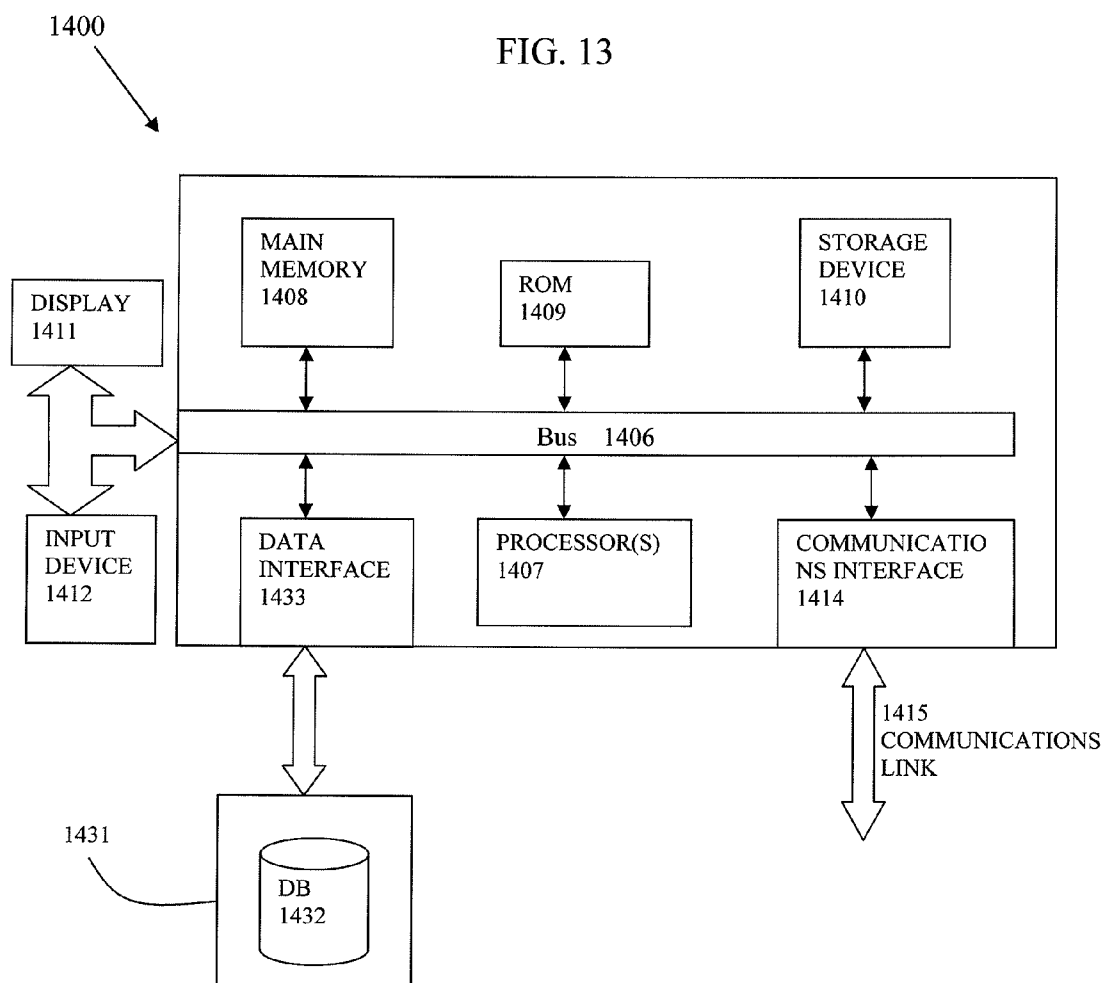 1400
FIG. 13
MAIN
MEMORY
1408
ROM
1409
STORAGE
DEVICE
1410
DISPLAY
1411
Bus 1406
INPUT
DEVICE
1412
DATA
INTERFACE
1433
PROCESSOR(S)
1407
COMMUNICATIO
NS INTERFACE
1414
1415
COMMUNICATIONS
LINK
1431
DB
1432